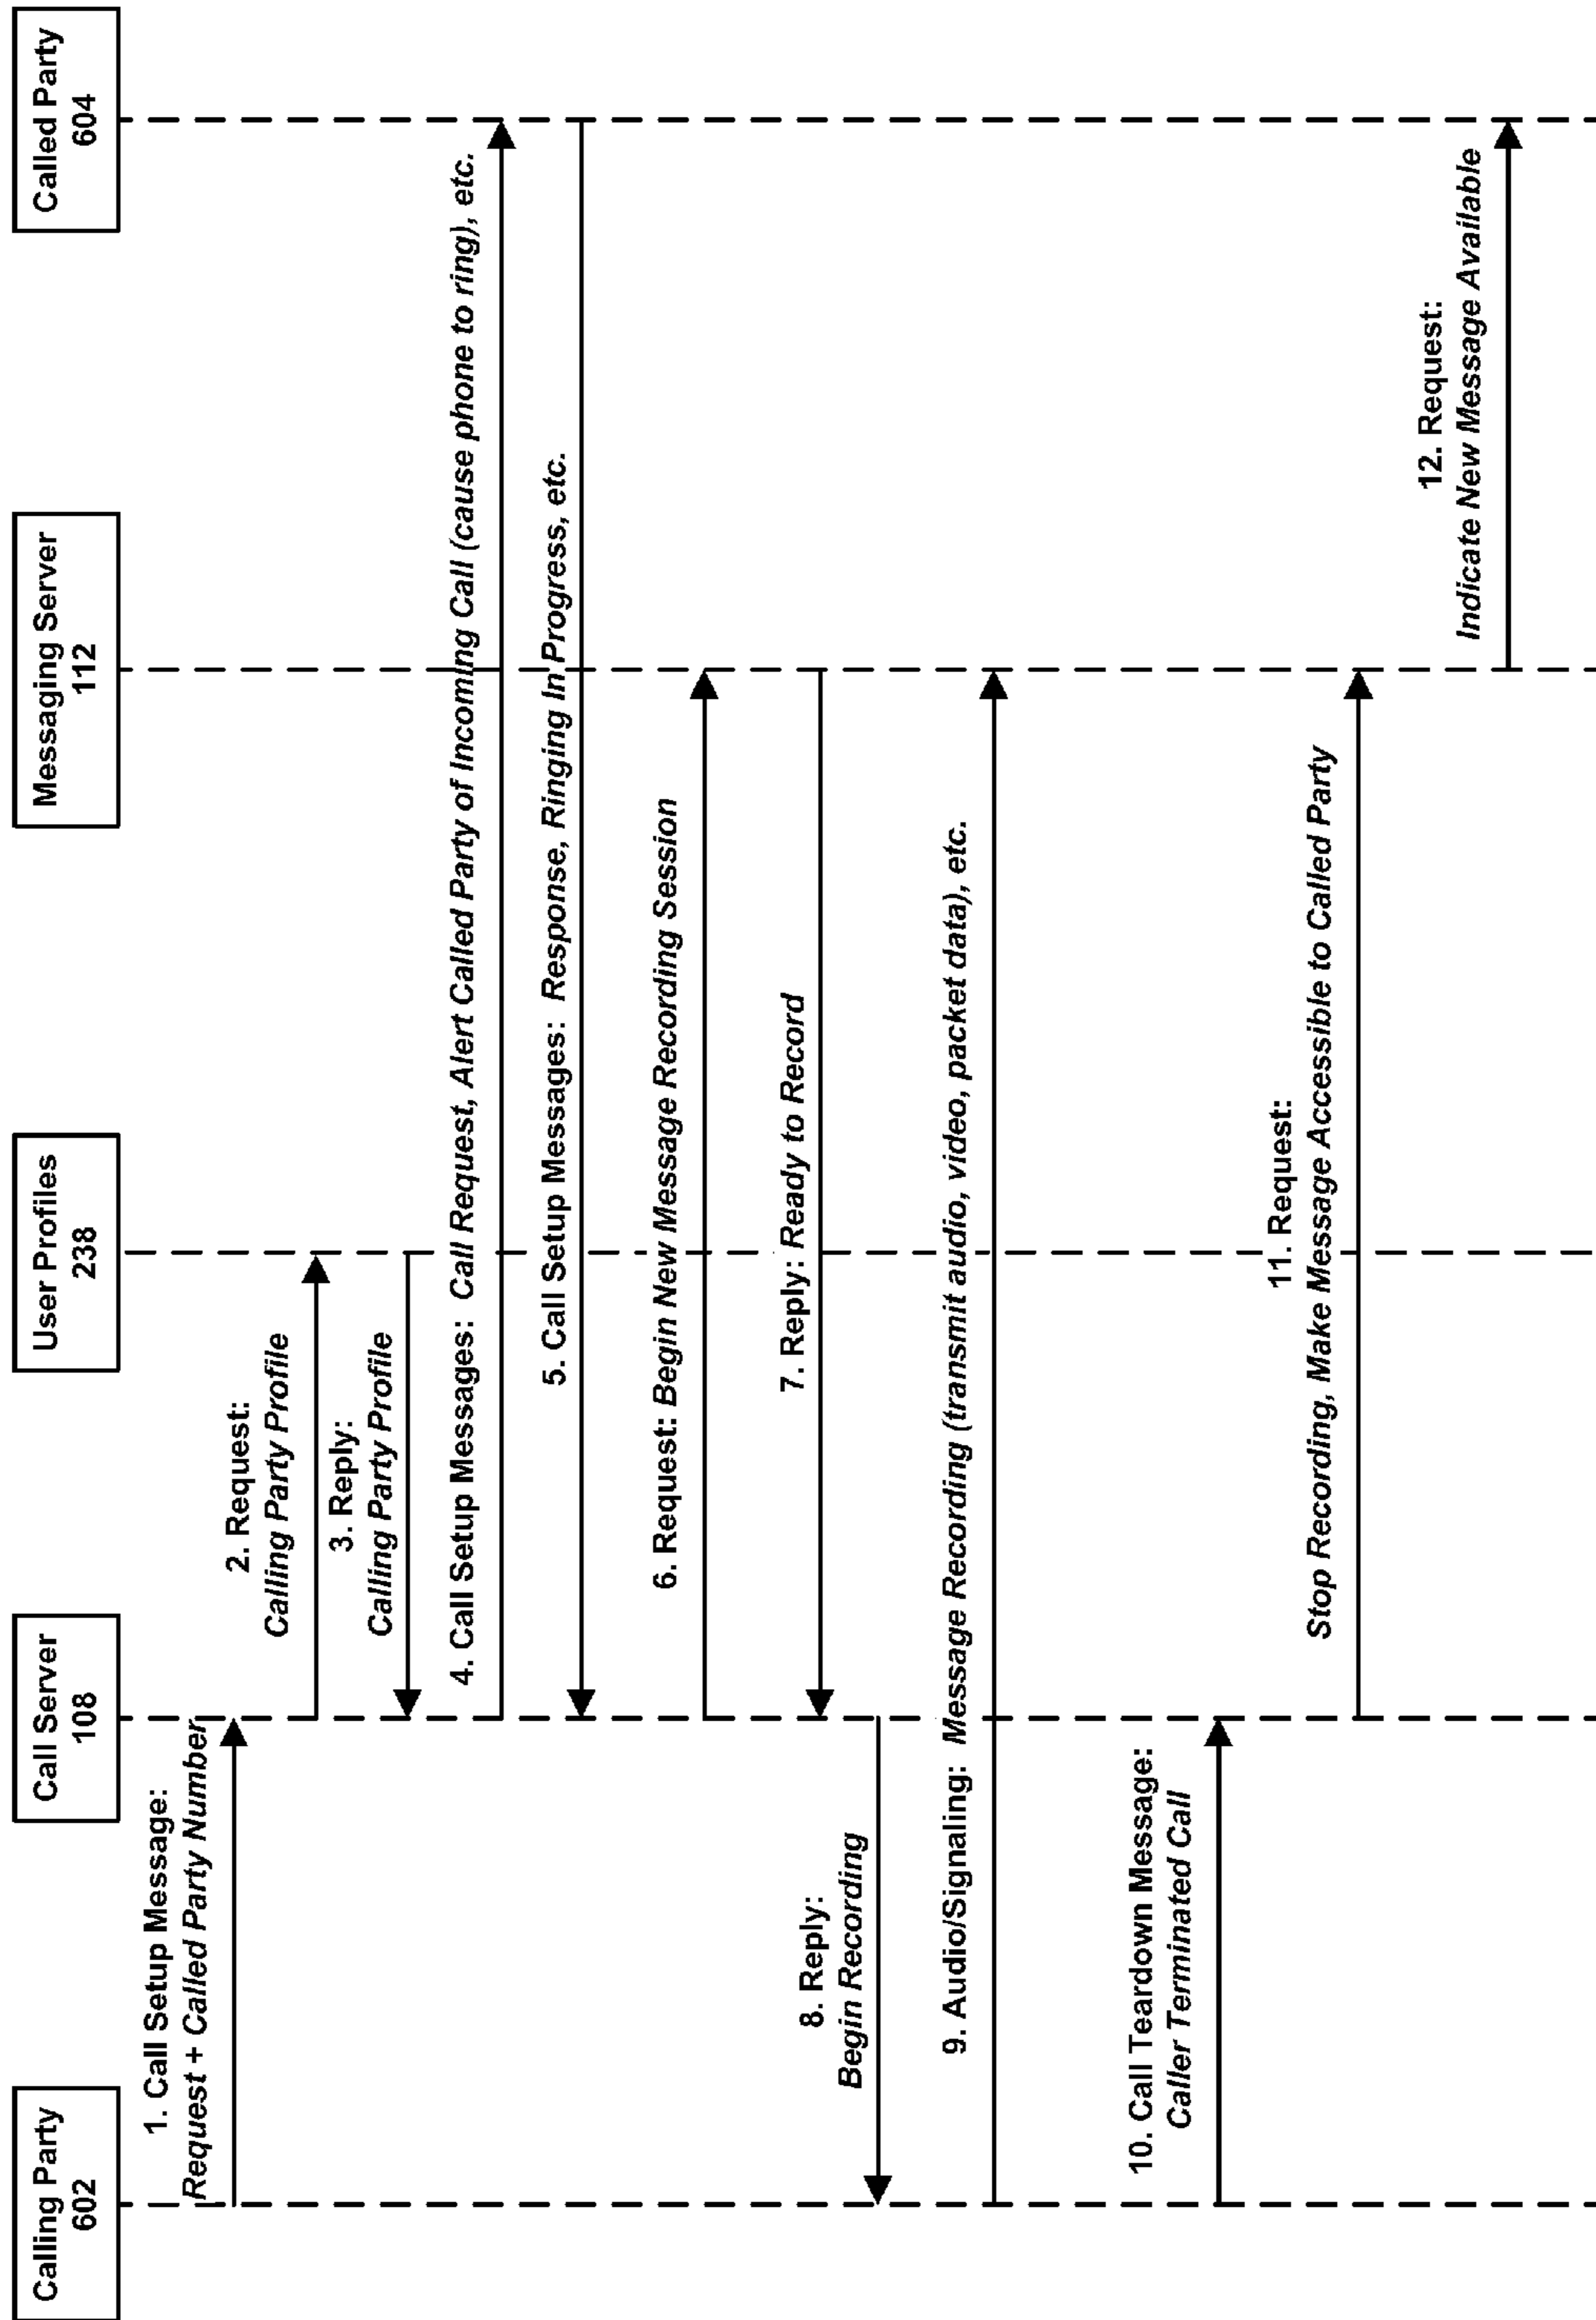 Calling Party
602
Call Server
108
User Profiles
238
Messaging Server
112
Called Party
604
1. Call Setup Message:
Request + Called Party Number
2. Request:
Calling Party Profile
3. Reply:
Calling Party Profile
4. Call Setup Messages: Call Request, Alert Called Party of Incoming Call (cause phone to ring), etc.
5. Call Setup Messages: Response, Ringing In Progress, etc.
6. Request: Begin New Message Recording Session
7. Reply: Ready to Record
8. Reply:
Begin Recording
9. Audio/Signaling: Message Recording (transmit audio, video, packet data), etc.
10. Call Teardown Message:
Caller Terminated Call
11. Request:
Stop Recording, Make Message Accessible to Called Party
12. Request:
Indicate New Message Available